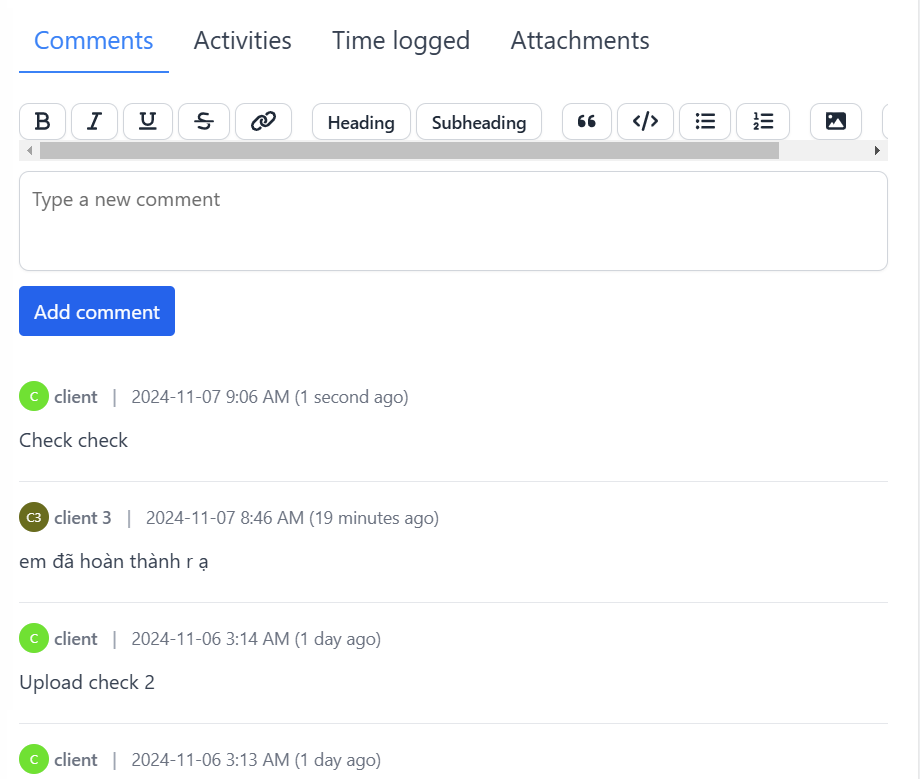 Comments Activities Time logged Attachments
B I U S Heading Subheading
Type a new comment
Add comment
C client | 2024-11-07 9:06 AM (1 second ago)
Check check
C3 client 3 | 2024-11-07 8:46 AM (19 minutes ago)
em đã hoàn thành r ạ
C client | 2024-11-06 3:14 AM (1 day ago)
Upload check 2
C client | 2024-11-06 3:13 AM (1 day ago)